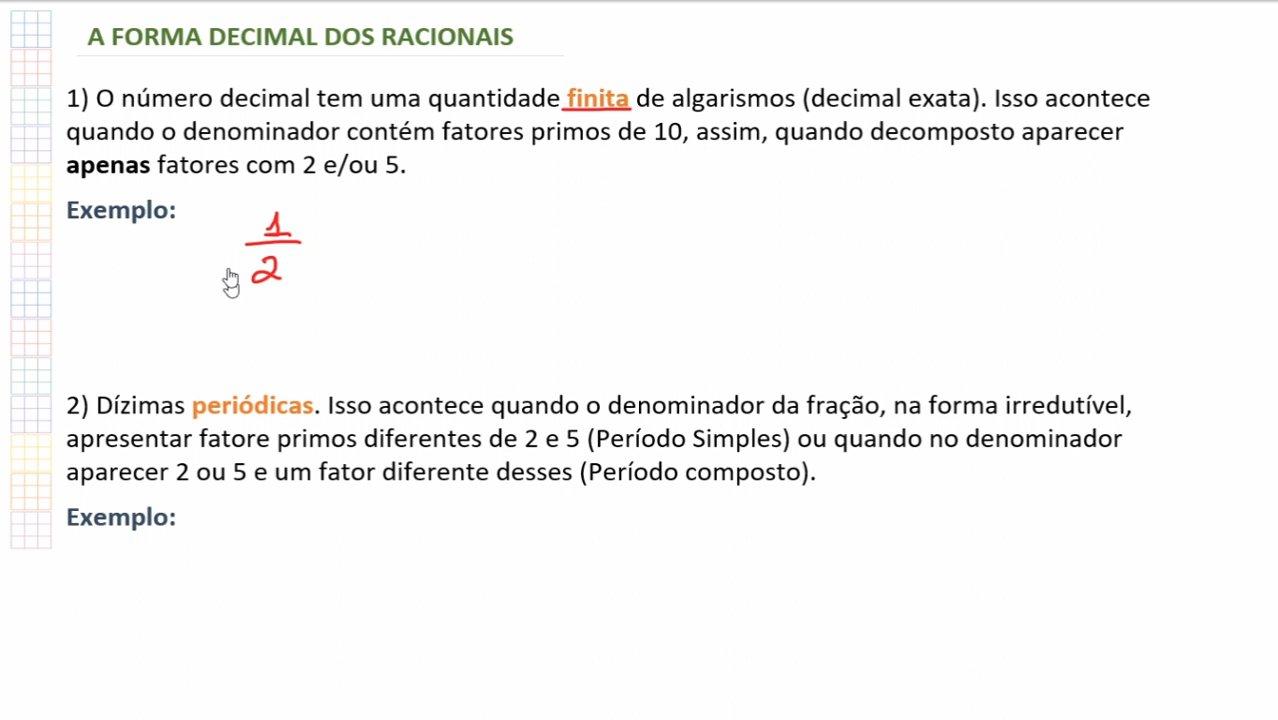 A FORMA DECIMAL DOS RACIONAIS
1) O número decimal tem uma quantidade finita de algarismos (decimal exata). Isso acontece
quando o denominador contém fatores primos de 10, assim, quando decomposto aparecer
apenas fatores com 2 e/ou 5.
Exemplo:
1
2
2) Dízimas periódicas. Isso acontece quando o denominador da fração, na forma irredutível,
apresentar fatore primos diferentes de 2 e 5 (Período Simples) ou quando no denominador
aparecer 2 ou 5 e um fator diferente desses (Período composto).
Exemplo: